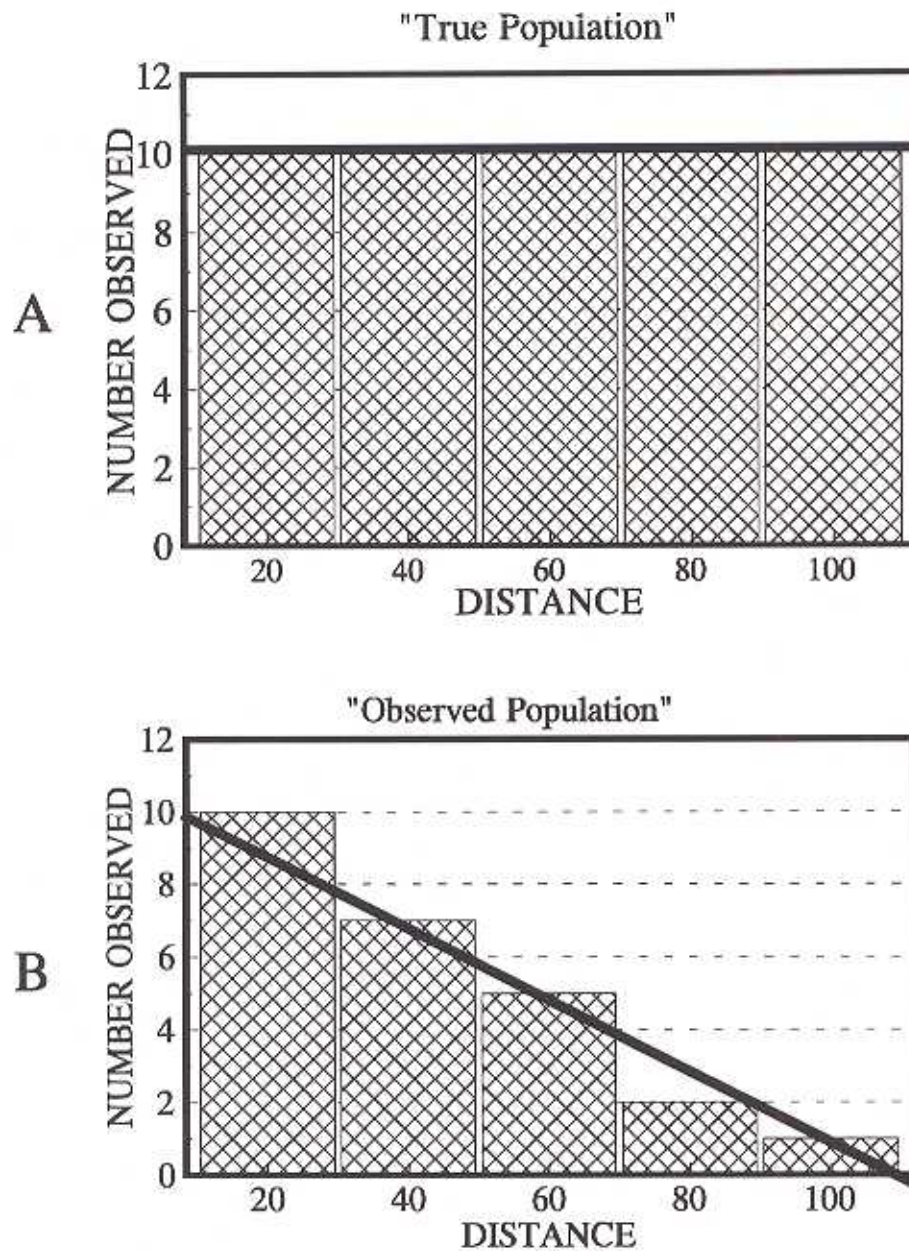 "True Population"
A
NUMBER OBSERVED
12
10
8
6
4
2
0
20 40 60 80 100
DISTANCE
"Observed Population"
B
NUMBER OBSERVED
12
10
8
6
4
2
0
20 40 60 80 100
DISTANCE